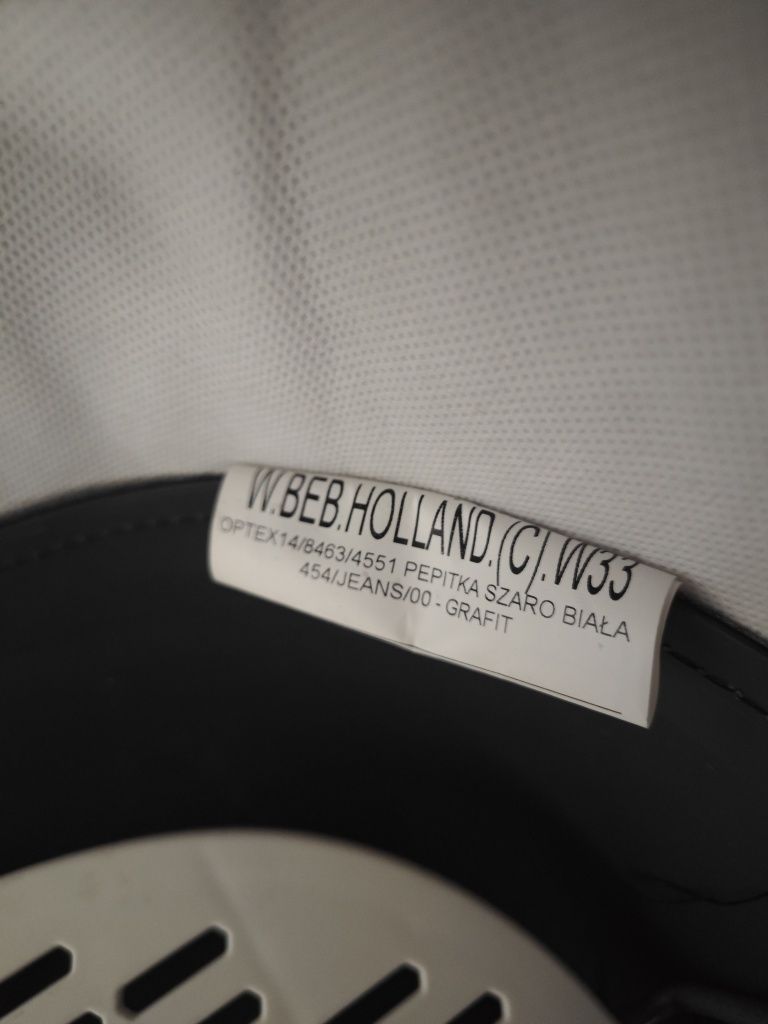 W.BEB.HOLLAND.(C).W33
OPTEX14/8463/4551 PEPITKA SZARO BIAŁA
454/JEANS/00 - GRAFIT